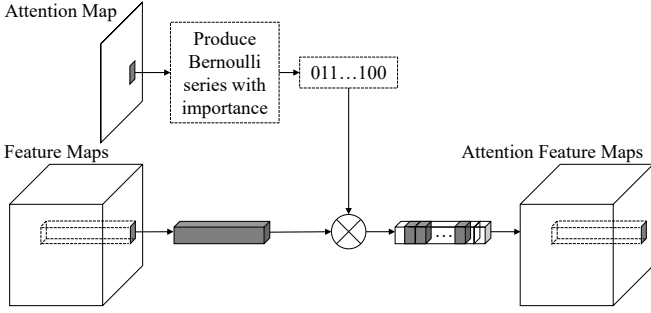 Attention Map
Produce
Bernoulli
series with
importance
011...100
Feature Maps
Attention Feature Maps
...